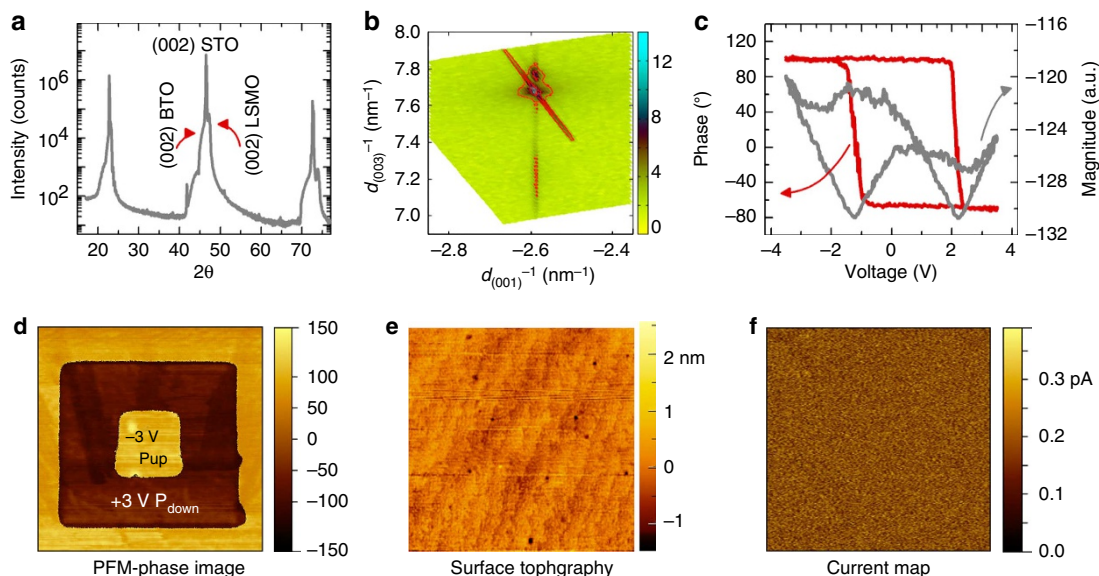 a
Intensity (counts)
10⁶
10⁴
10²
(002) STO
(002) BTO
(002) LSMO
20 30 40 50 60 70
2θ
b
d(003)⁻¹ (nm⁻¹)
8.0
7.8
7.6
7.4
7.2
7.0
−2.8 −2.6 −2.4
d(001)⁻¹ (nm⁻¹)
12
10
8
6
4
2
0
c
Phase (°)
120
80
40
0
−40
−80
−4 −2 0 2 4
Voltage (V)
−116
−120
−124
−128
−132
Magnitude (a.u.)
d
−3 V
Pup
+3 V Pdown
150
100
50
0
−50
−100
−150
PFM-phase image
e
2 nm
1
0
−1
Surface tophgraphy
f
0.3 pA
0.2
0.1
0.0
Current map